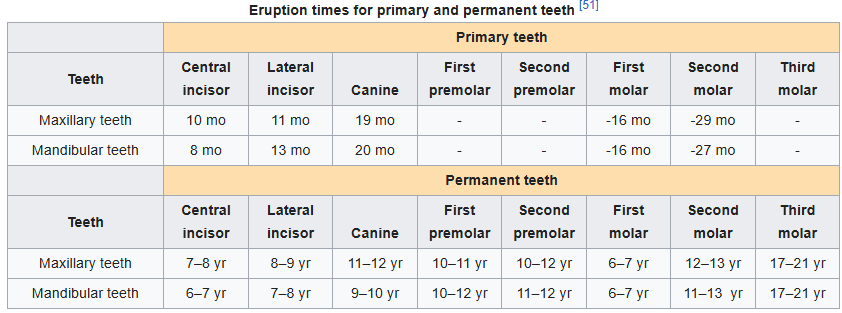 Eruption times for primary and permanent teeth [51]
Primary teeth
Teeth Central incisor Lateral incisor Canine First premolar Second premolar First molar Second molar Third molar
Maxillary teeth 10 mo 11 mo 19 mo - - -16 mo -29 mo -
Mandibular teeth 8 mo 13 mo 20 mo - - -16 mo -27 mo -
Permanent teeth
Teeth Central incisor Lateral incisor Canine First premolar Second premolar First molar Second molar Third molar
Maxillary teeth 7–8 yr 8–9 yr 11–12 yr 10–11 yr 10–12 yr 6–7 yr 12–13 yr 17–21 yr
Mandibular teeth 6–7 yr 7–8 yr 9–10 yr 10–12 yr 11–12 yr 6–7 yr 11–13 yr 17–21 yr